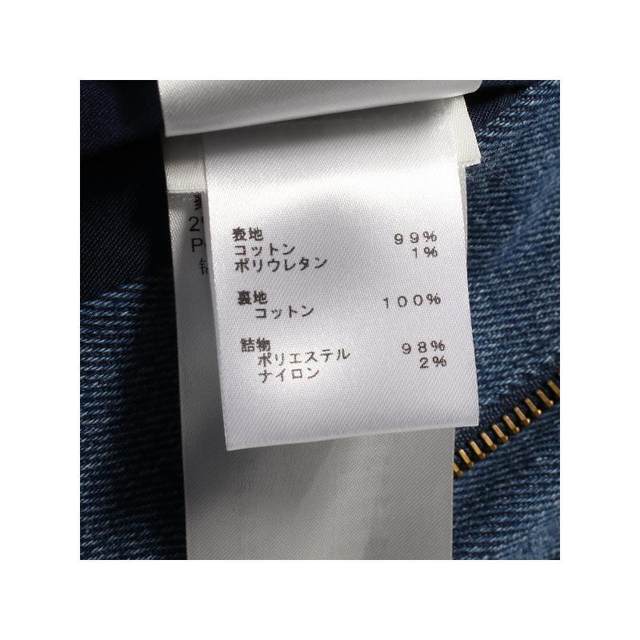 表地
コットン 99%
ポリウレタン 1%
裏地
コットン 100%
詰物
ポリエステル 98%
ナイロン 2%